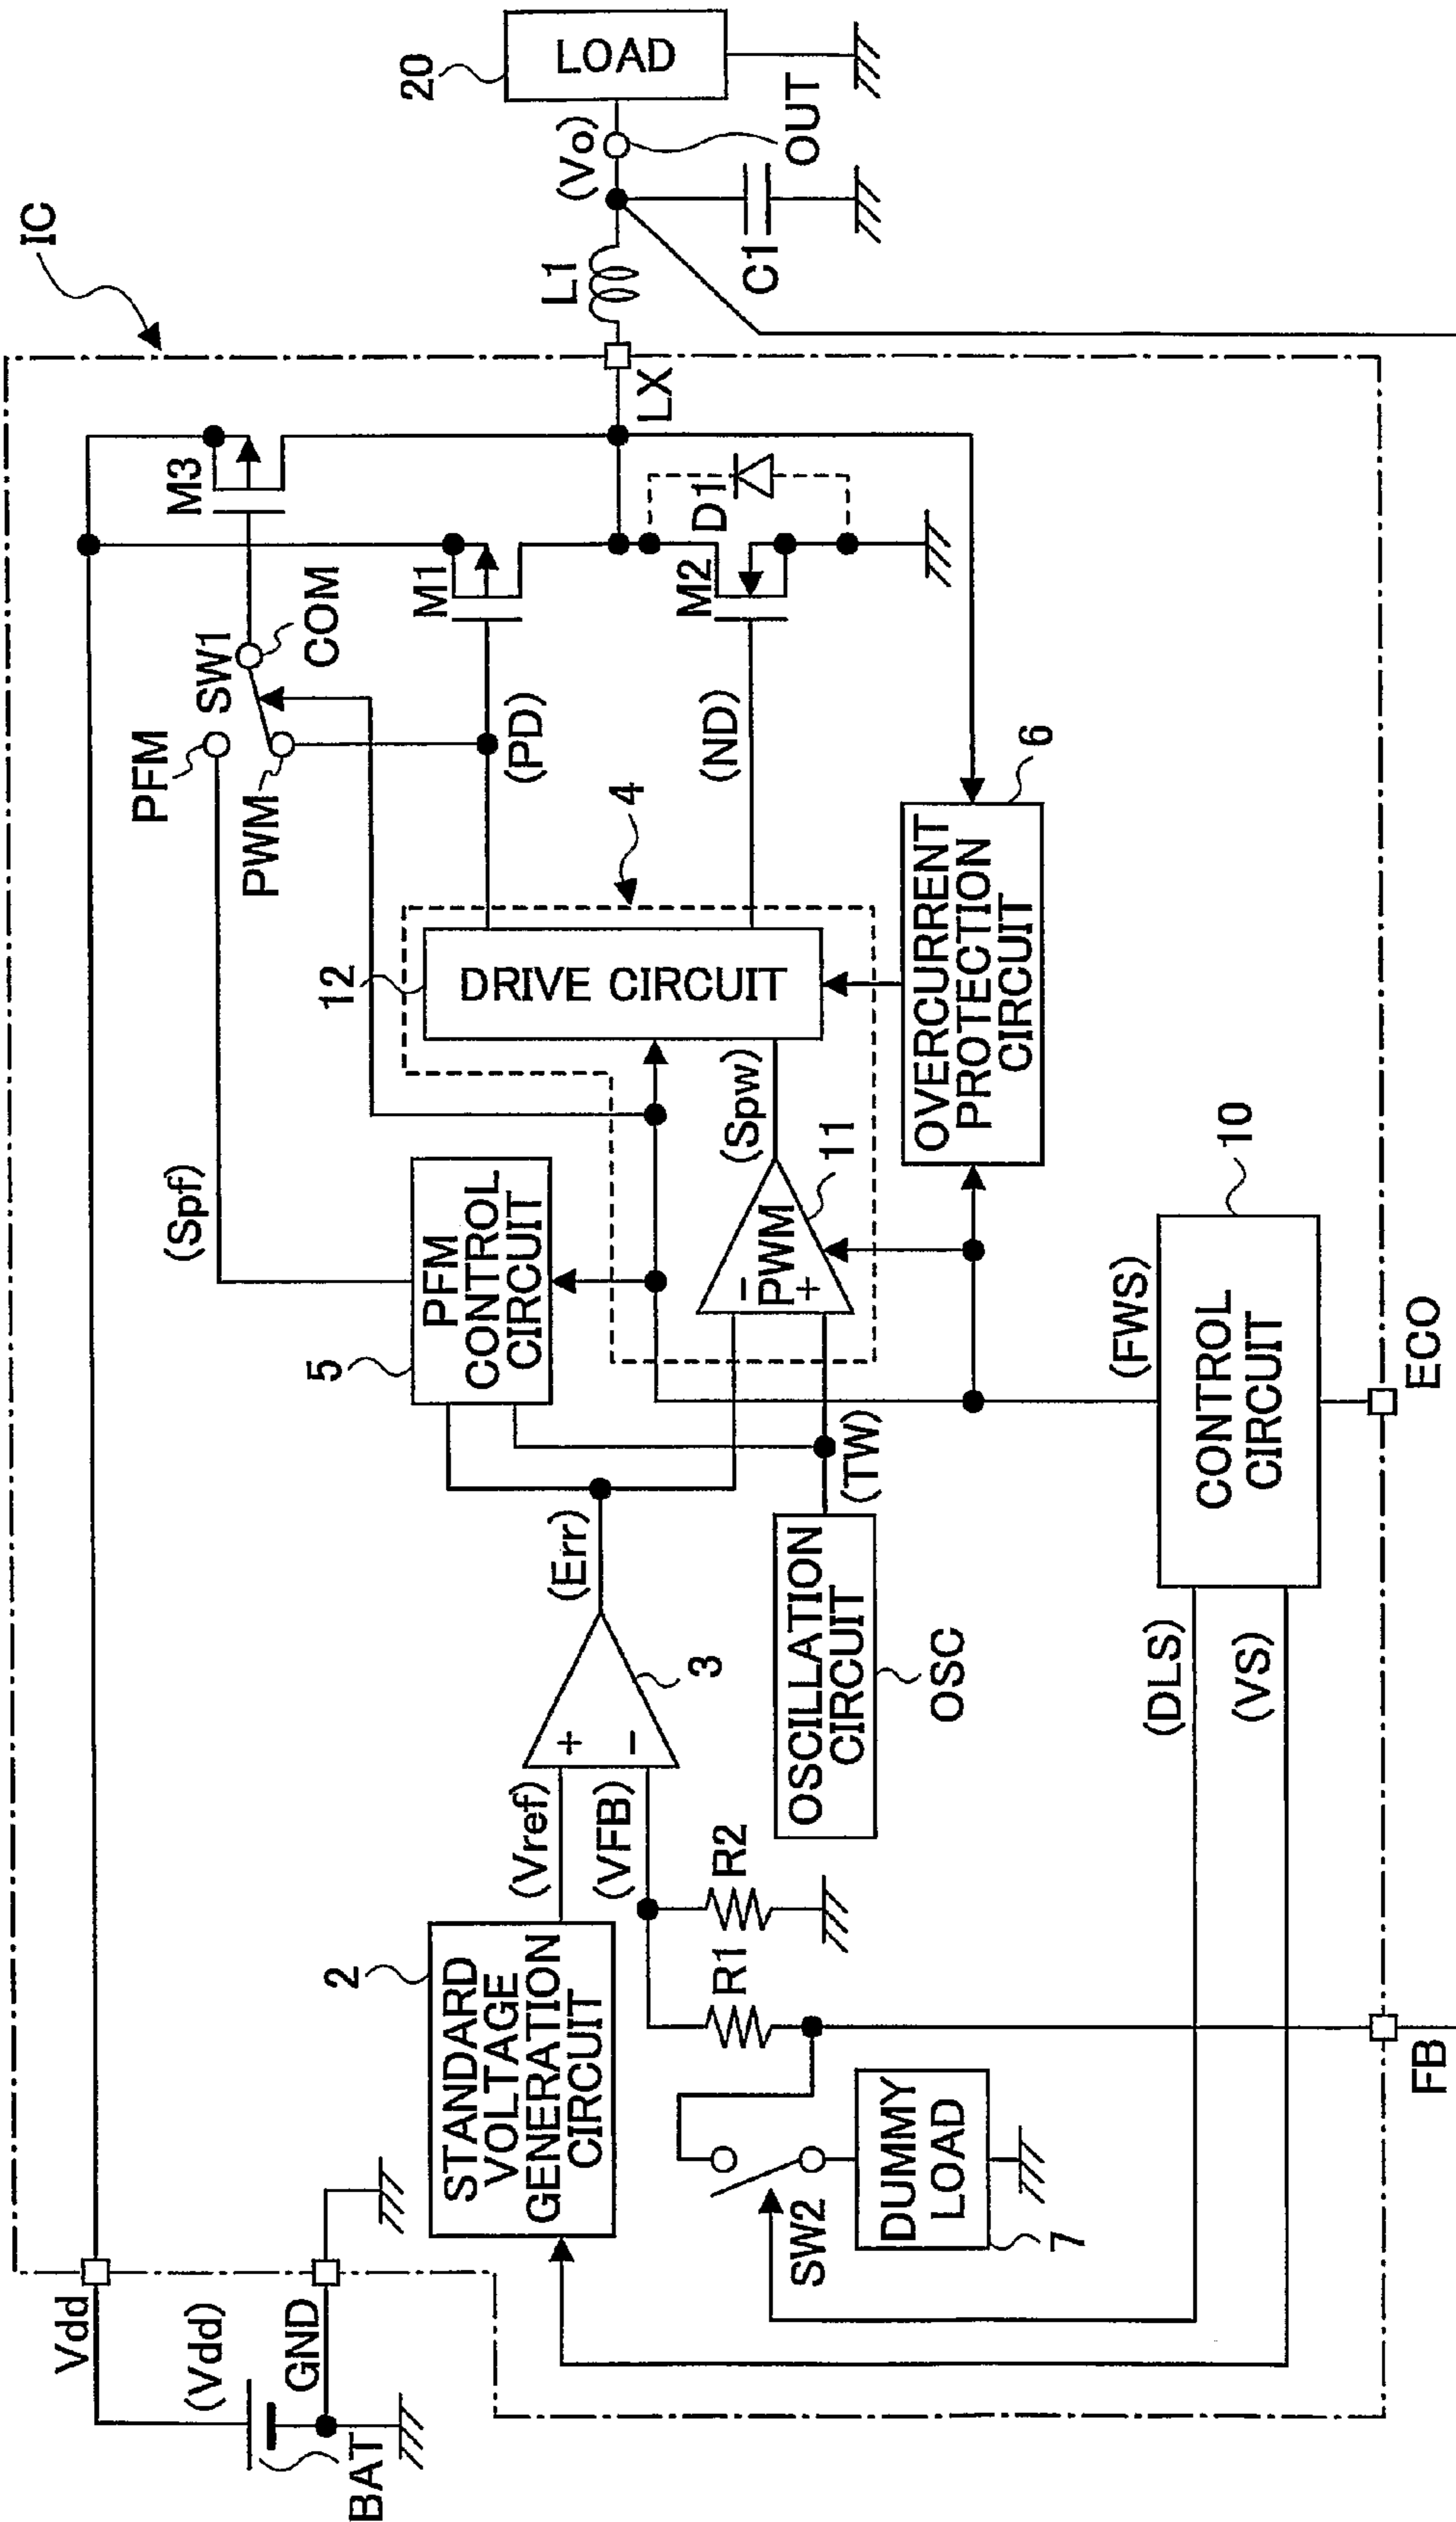 IC
Vdd
(Vdd)
GND
BAT
2
STANDARD
VOLTAGE
GENERATION
CIRCUIT
(Vref)
(VFB)
R1
R2
3
(Err)
5
PFM
CONTROL
CIRCUIT
(Spf)
PFM
PWM
SW1
COM
M3
12
DRIVE CIRCUIT
4
(PD)
(ND)
M1
M2
D1
LX
L1
(Vo)
C1
OUT
20
LOAD
OSCILLATION
CIRCUIT
OSC
(TW)
−
PWM
+
11
(Spw)
+
−
OVERCURRENT
PROTECTION
CIRCUIT
6
SW2
DUMMY
LOAD
7
(DLS)
(VS)
CONTROL
CIRCUIT
10
(FWS)
FB
ECO